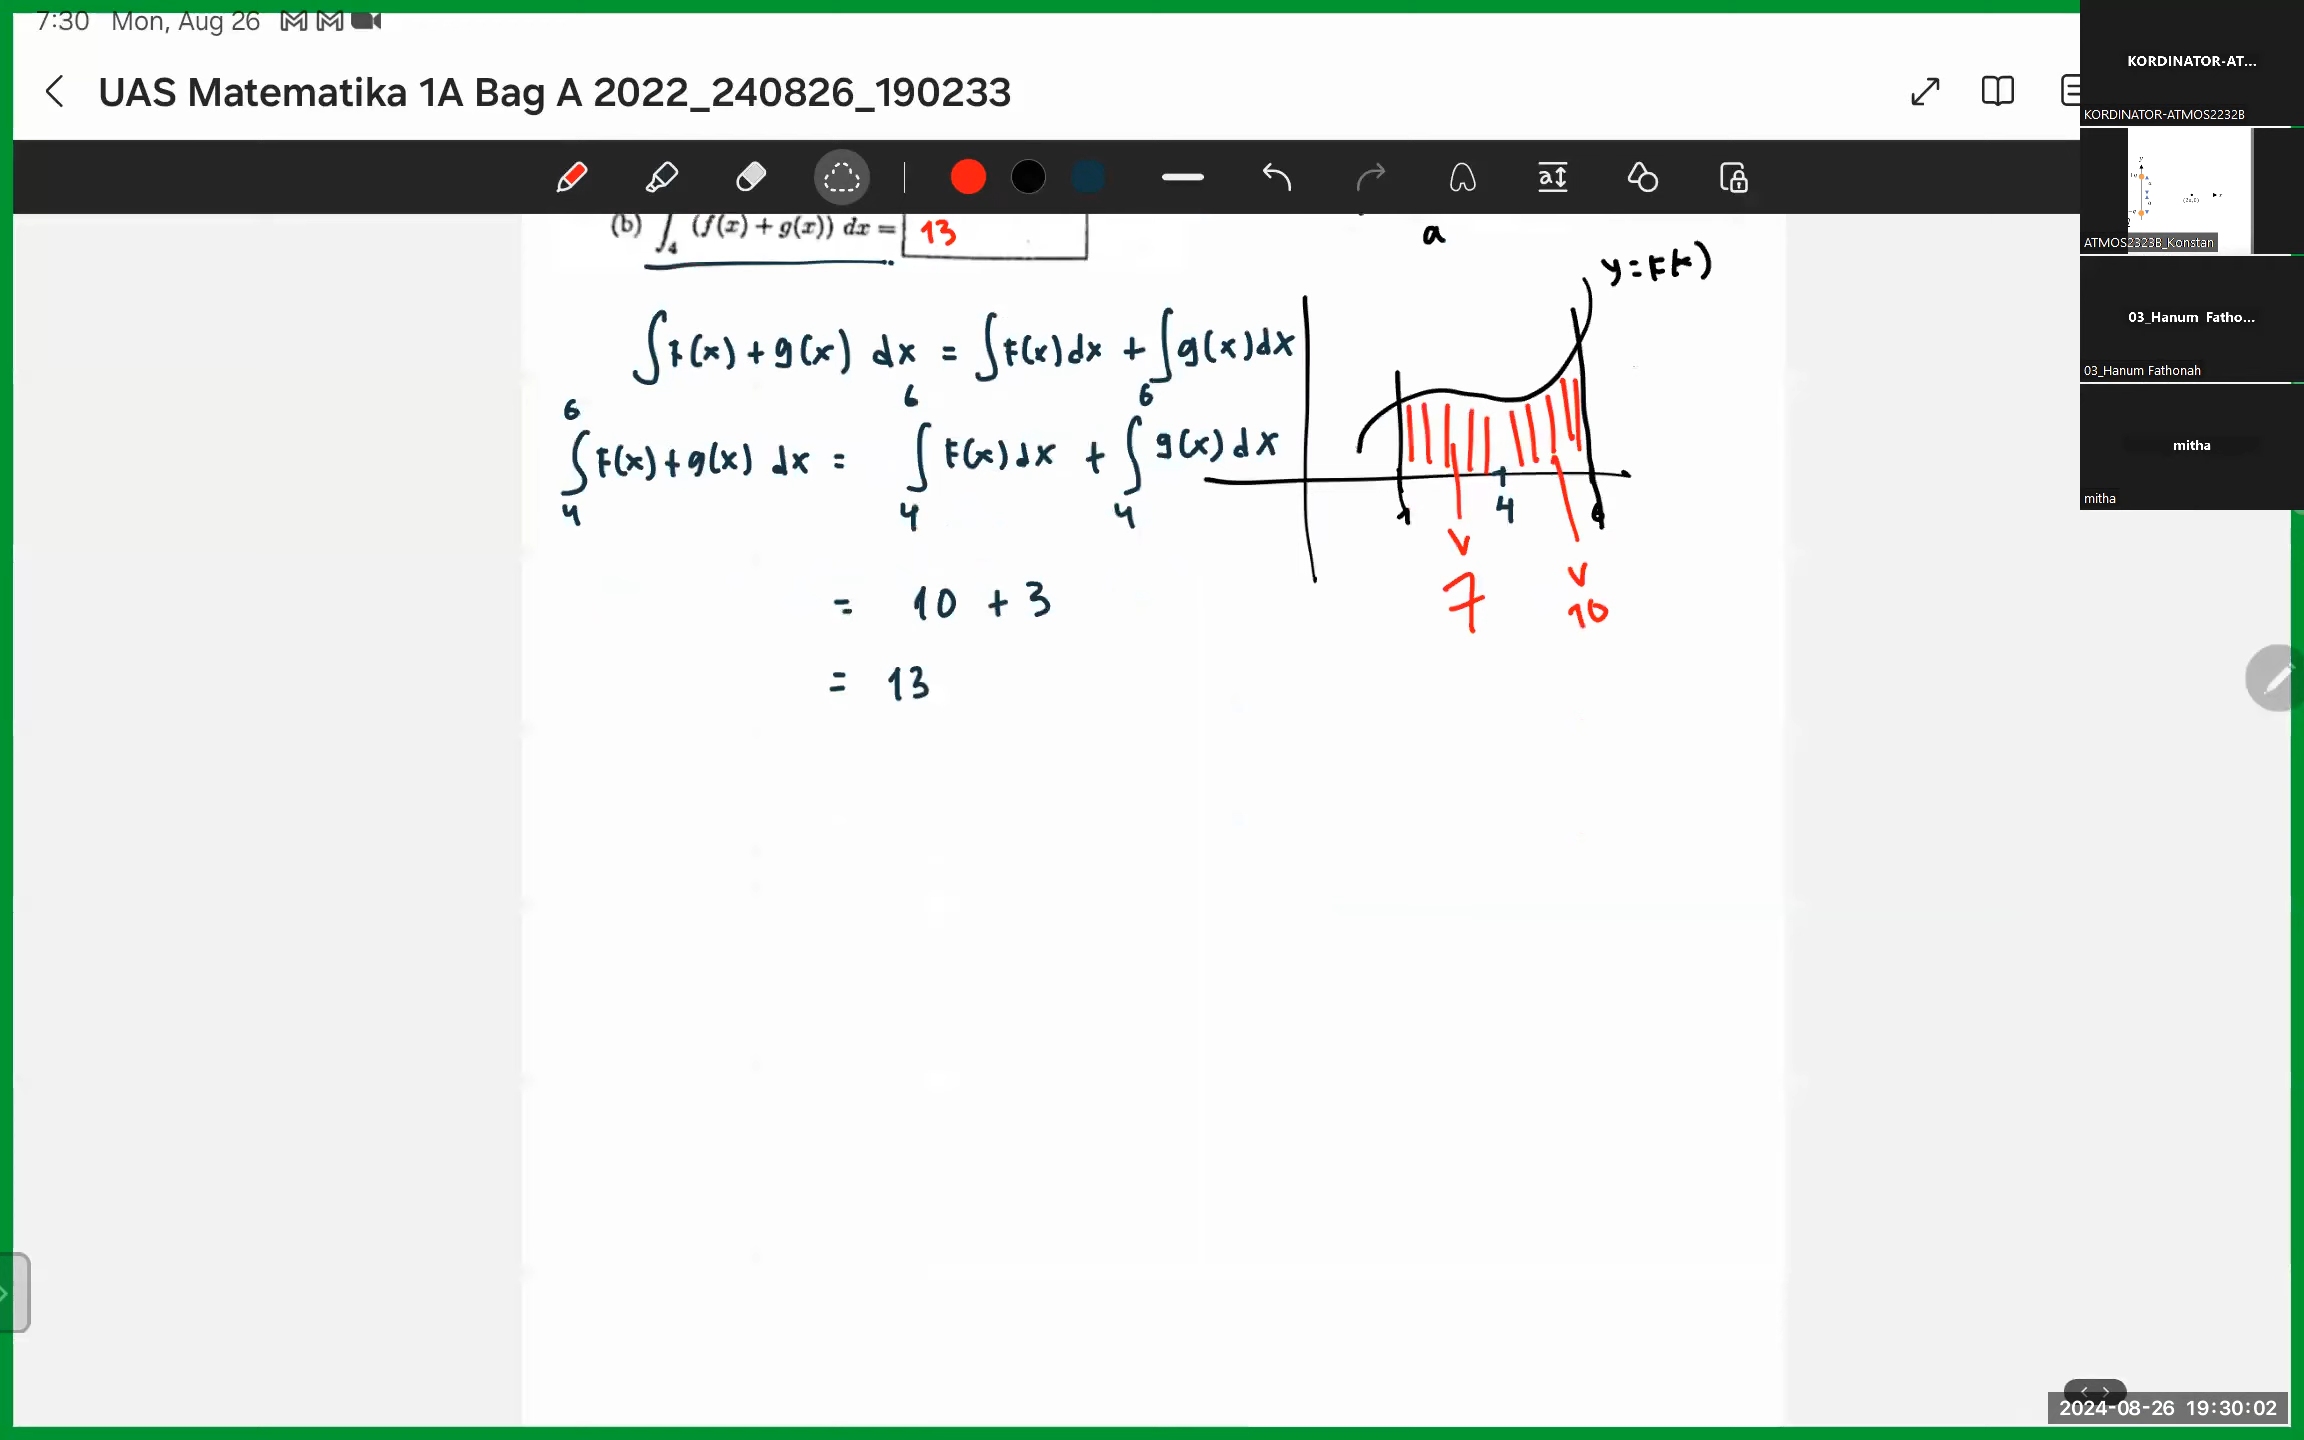 7:30 Mon, Aug 26
UAS Matematika 1A Bag A 2022_240826_190233
(b) ∫₄ (f(x) + g(x)) dx = 13
a
y = f(x)
∫ f(x) + g(x) dx = ∫ f(x) dx + ∫ g(x) dx
6 6 6
∫ f(x) + g(x) dx = ∫ f(x) dx + ∫ g(x) dx
4 4 4
1 4 6
= 10 + 3
7 10
= 13
KORDINATOR-AT...
KORDINATOR-ATMOS2232B
ATMOS2323B_Konstan
03_Hanum Fatho...
03_Hanum Fathonah
mitha
mitha
2024-08-26 19:30:02